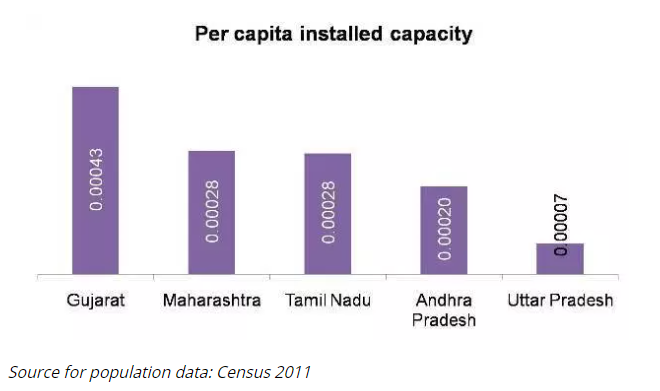 Per capita installed capacity
0.00043
0.00028
0.00028
0.00020
0.00007
Gujarat
Maharashtra
Tamil Nadu
Andhra
Pradesh
Uttar Pradesh
Source for population data: Census 2011